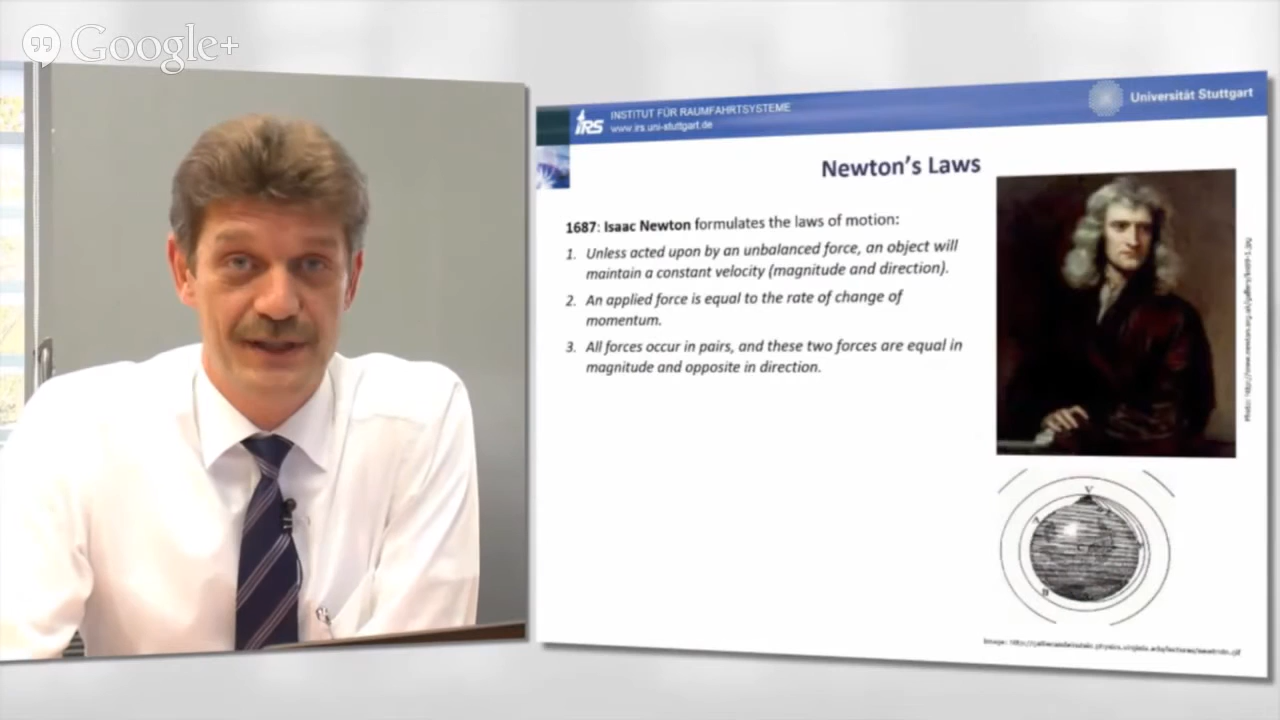 Google+
INSTITUT FÜR RAUMFAHRTSYSTEME
IRS
www.irs.uni-stuttgart.de
Universität Stuttgart
Newton's Laws
1687: Isaac Newton formulates the laws of motion:
1. Unless acted upon by an unbalanced force, an object will
maintain a constant velocity (magnitude and direction).
2. An applied force is equal to the rate of change of
momentum.
3. All forces occur in pairs, and these two forces are equal in
magnitude and opposite in direction.
V